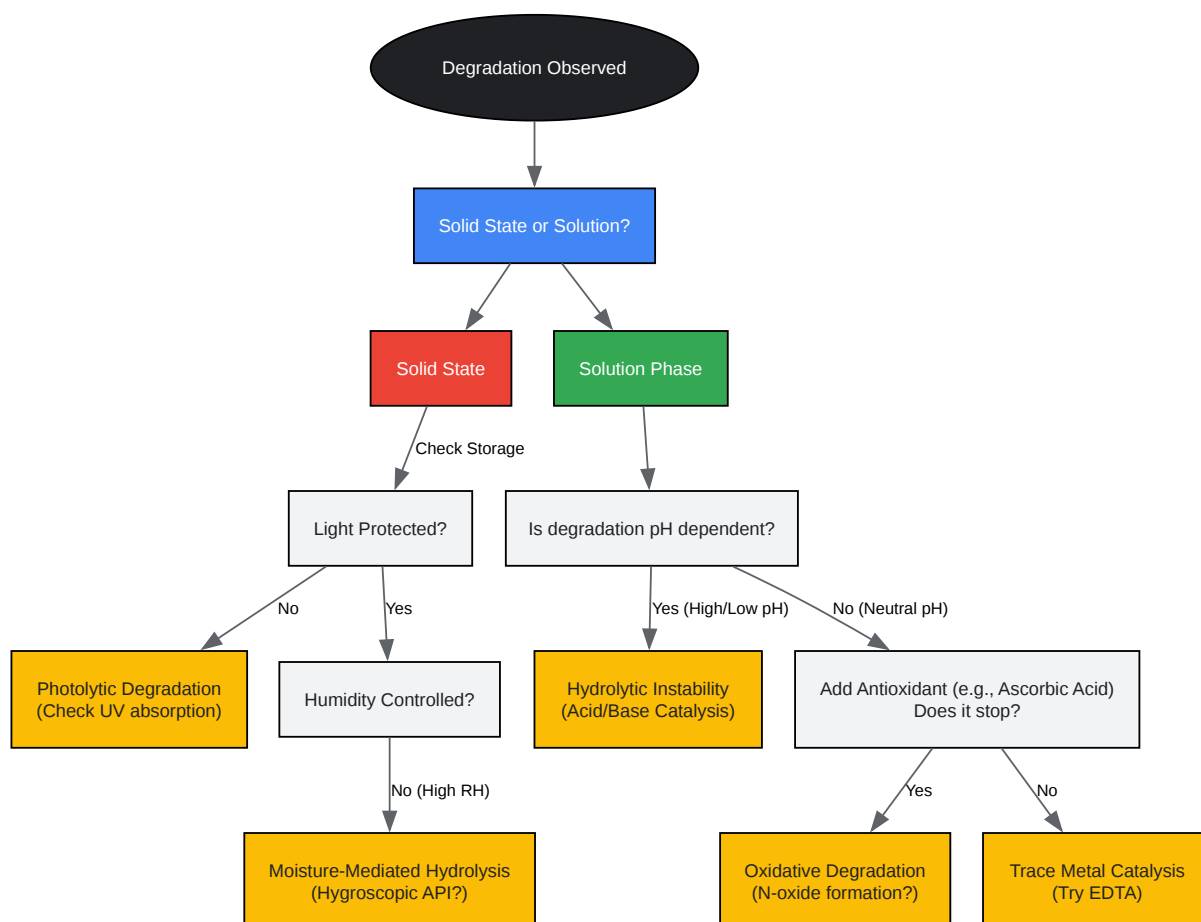 Degradation Observed
Solid State or Solution?
Solid State
Solution Phase
Check Storage
Light Protected?
Is degradation pH dependent?
No
Yes
Yes (High/Low pH)
No (Neutral pH)
Photolytic Degradation
(Check UV absorption)
Humidity Controlled?
Hydrolytic Instability
(Acid/Base Catalysis)
Add Antioxidant (e.g., Ascorbic Acid)
Does it stop?
No (High RH)
Yes
No
Moisture-Mediated Hydrolysis
(Hygroscopic API?)
Oxidative Degradation
(N-oxide formation?)
Trace Metal Catalysis
(Try EDTA)